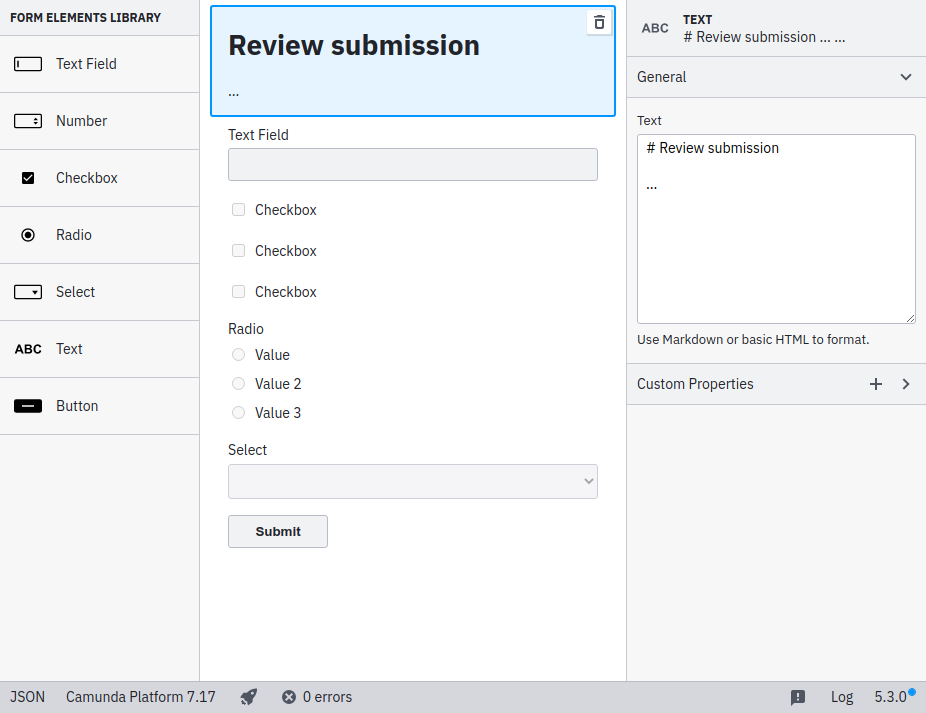 FORM ELEMENTS LIBRARY
Text Field
Number
Checkbox
Radio
Select
ABC Text
Button
Review submission
...
Text Field
Checkbox
Checkbox
Checkbox
Radio
Value
Value 2
Value 3
Select
Submit
ABC
TEXT
# Review submission ... ...
General
Text
# Review submission
...
Use Markdown or basic HTML to format.
Custom Properties
JSON Camunda Platform 7.17 0 errors Log 5.3.0